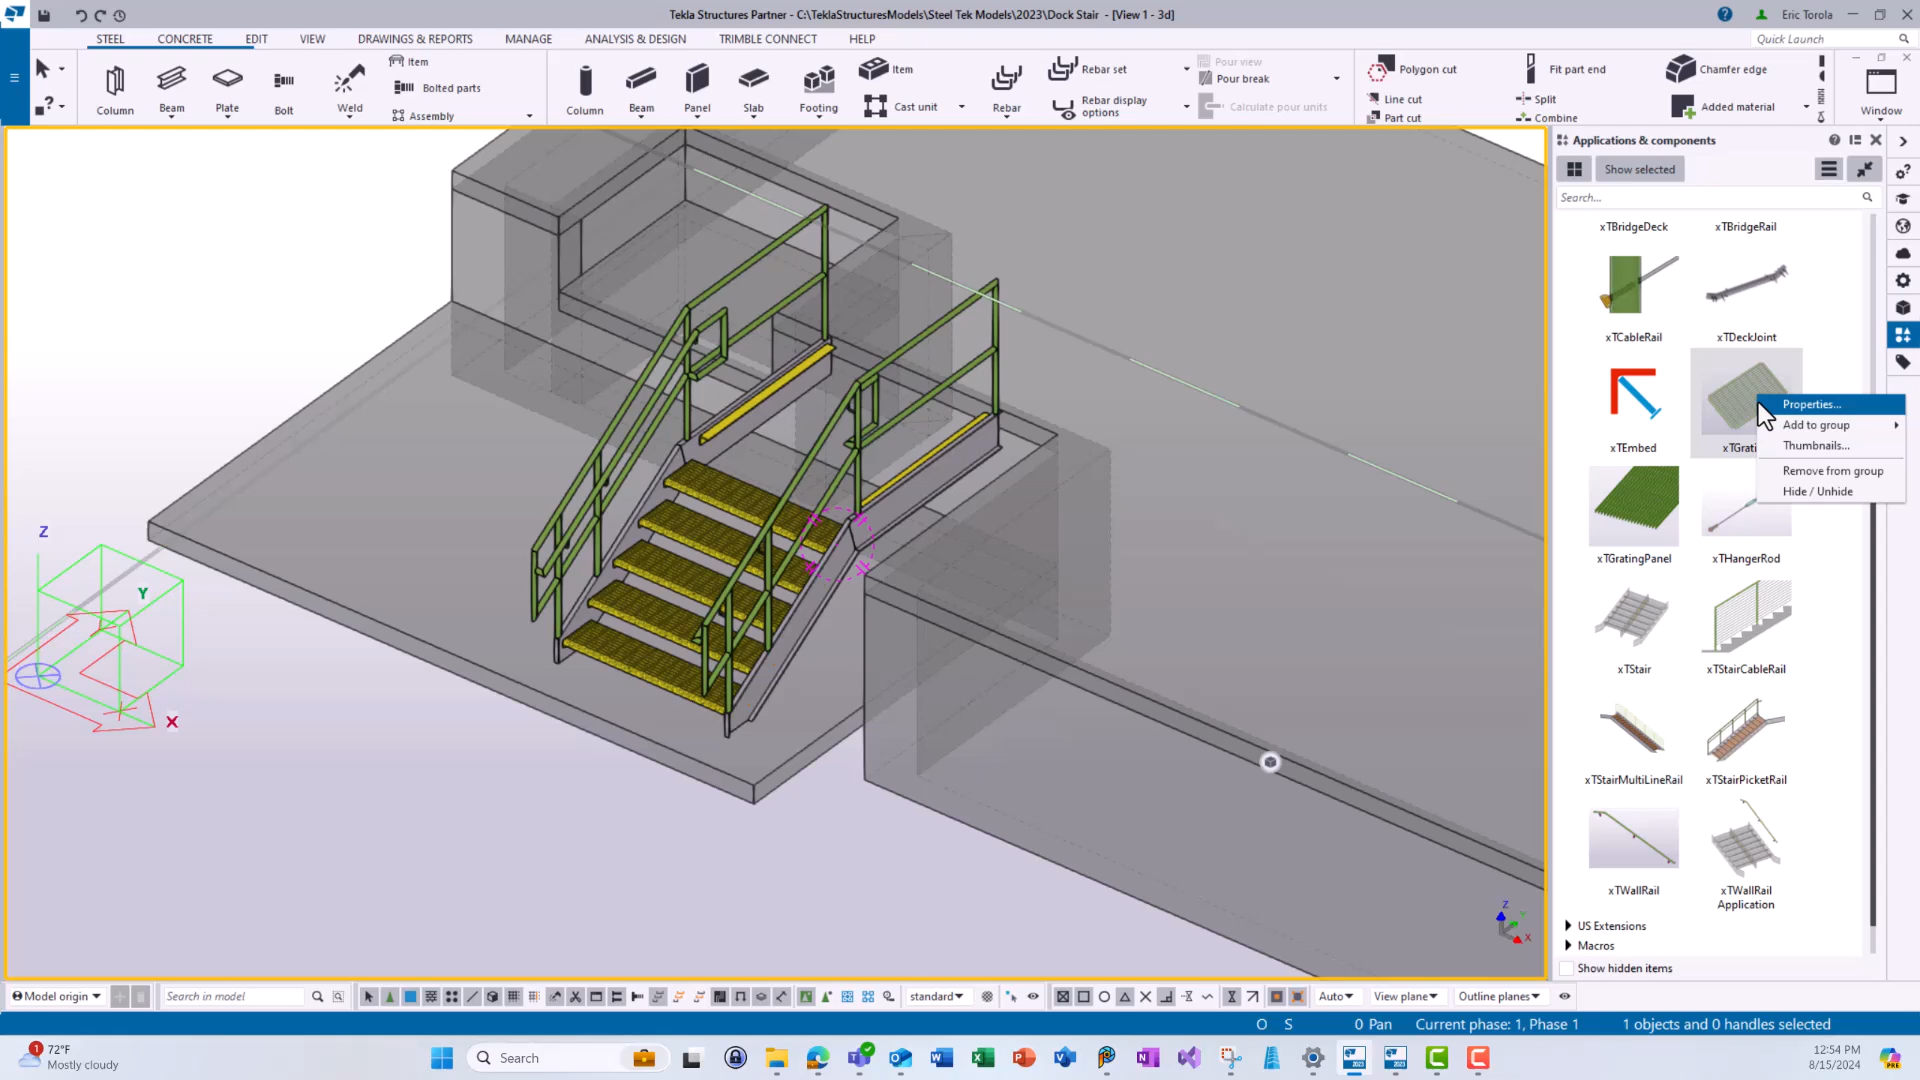 Tekla Structures Partner - C:\TeklaStructuresModels\Steel Tek Models\2023\Dock Stair - [View 1 - 3d]
Eric Torola
STEEL
CONCRETE
EDIT
VIEW
DRAWINGS & REPORTS
MANAGE
ANALYSIS & DESIGN
TRIMBLE CONNECT
HELP
Quick Launch
Column
Beam
Plate
Bolt
Weld
Item
Bolted parts
Assembly
Column
Beam
Panel
Slab
Footing
Item
Cast unit
Rebar
Rebar set
Rebar display
options
Pour view
Pour break
Calculate pour units
Polygon cut
Line cut
Part cut
Fit part end
Split
Combine
Chamfer edge
Added material
Window
Applications & components
Show selected
Search...
xTBridgeDeck
xTBridgeRail
xTCableRail
xTDeckJoint
xTEmbed
xTGrati
Properties...
Add to group
Thumbnails...
Remove from group
Hide / Unhide
xTGratingPanel
xTHangerRod
xTStair
xTStairCableRail
xTStairMultiLineRail
xTStairPicketRail
xTWallRail
xTWallRail
Application
US Extensions
Macros
Show hidden items
Z
Y
X
Z
Y
X
Model origin
Search in model
standard
Auto
View plane
Outline planes
O
S
0 Pan
Current phase: 1, Phase 1
1 objects and 0 handles selected
1
72°F
Mostly cloudy
Search
12:54 PM
8/15/2024